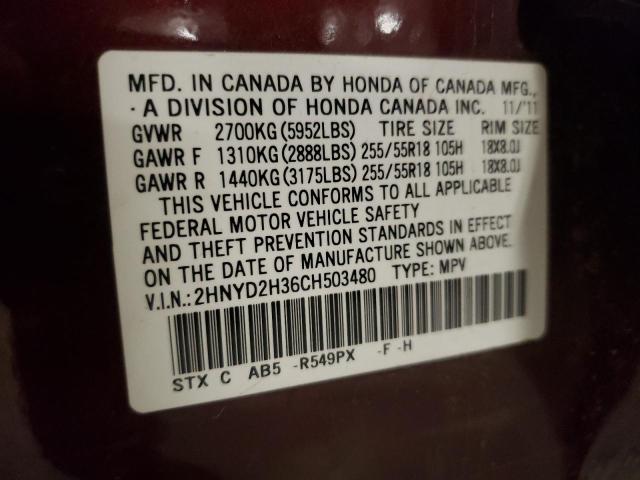 MFD. IN CANADA BY HONDA OF CANADA MFG.,
· A DIVISION OF HONDA CANADA INC. 11/'11
GVWR 2700KG(5952LBS) TIRE SIZE RIM SIZE
GAWR F 1310KG(2888LBS) 255/55R18 105H 18X8.0J
GAWR R 1440KG(3175LBS) 255/55R18 105H 18X8.0J
THIS VEHICLE CONFORMS TO ALL APPLICABLE
FEDERAL MOTOR VEHICLE SAFETY
AND THEFT PREVENTION STANDARDS IN EFFECT
ON THE DATE OF MANUFACTURE SHOWN ABOVE.
V.I.N.: 2HNYD2H36CH503480 TYPE: MPV
STX C AB5 -R549PX -F -H